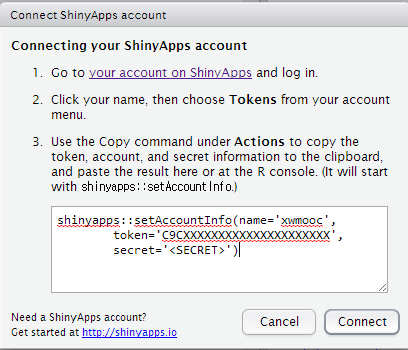 Connect ShinyApps account
Connecting your ShinyApps account
1. Go to your account on ShinyApps and log in.
2. Click your name, then choose Tokens from your account
menu.
3. Use the Copy command under Actions to copy the
token, account, and secret information to the clipboard,
and paste the result here or at the R console. (It will start
with shinyapps::setAccountInfo.)
shinyapps::setAccountInfo(name='xwmooc',
token='C9CXXXXXXXXXXXXXXXXXXXXX',
secret='<SECRET>')
Need a ShinyApps account?
Get started at http://shinyapps.io
Cancel
Connect